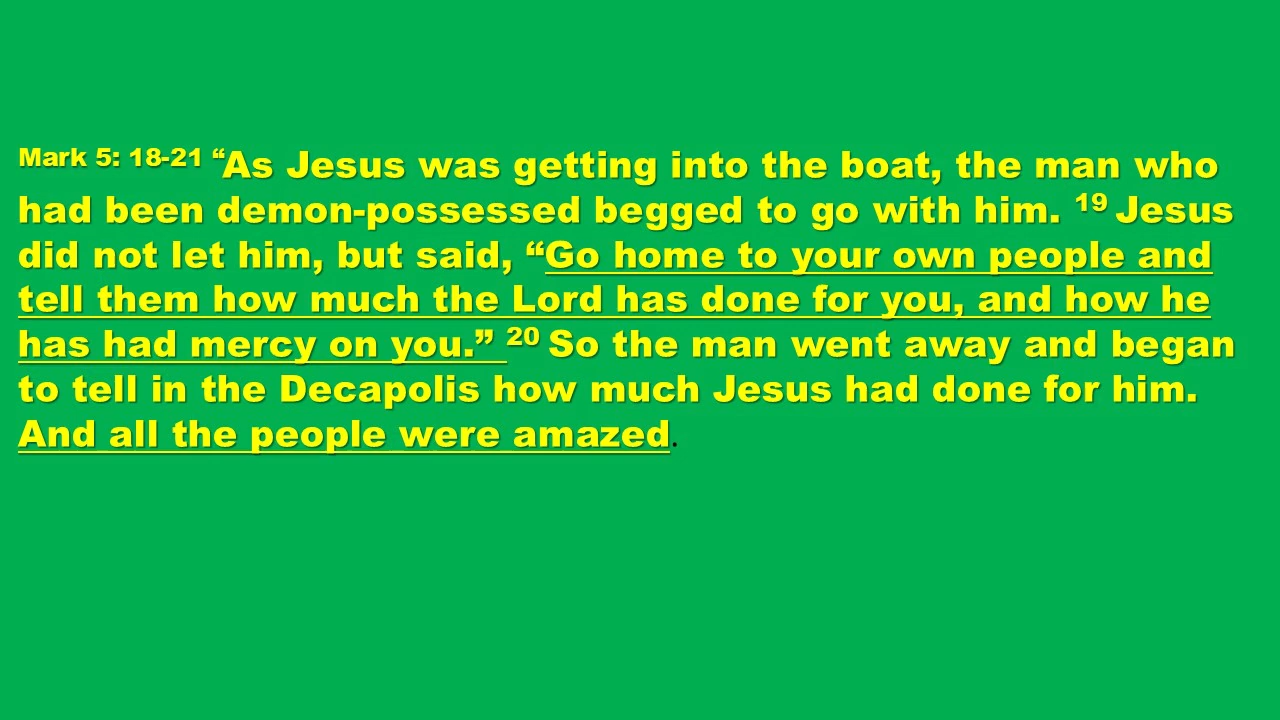 Mark 5: 18-21 “As Jesus was getting into the boat, the man who
had been demon-possessed begged to go with him. 19 Jesus
did not let him, but said, “Go home to your own people and
tell them how much the Lord has done for you, and how he
has had mercy on you.” 20 So the man went away and began
to tell in the Decapolis how much Jesus had done for him.
And all the people were amazed.